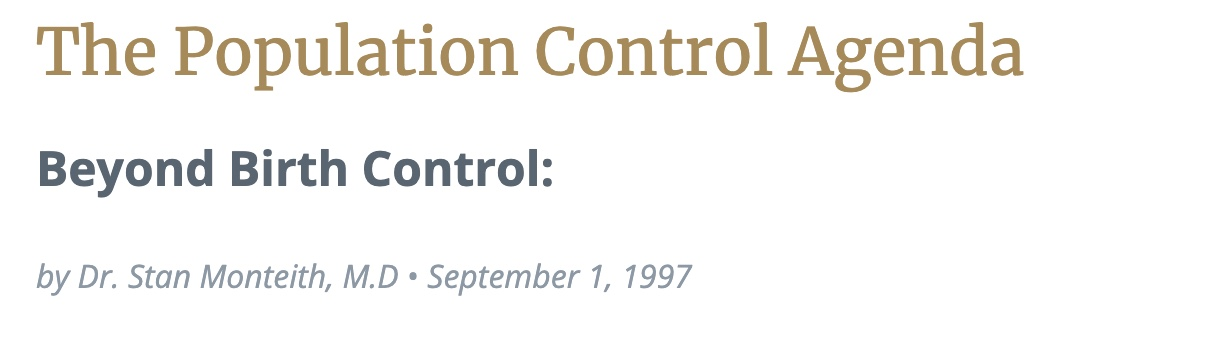 The Population Control Agenda
Beyond Birth Control:
by Dr. Stan Monteith, M.D • September 1, 1997